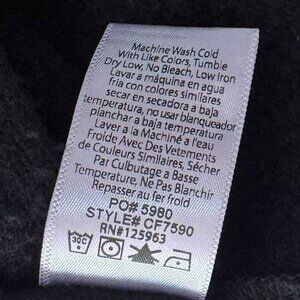 Machine Wash Cold
With Like Colors, Tumble
Dry Low, No Bleach, Low Iron
Lavar a máquina en agua
fria con colores similares
secar en secadora a baja
temperatura, no usar blanqueador
planchar a baja temperatura
Laver à la Machine à l'eau
Froide Avec Des Vetements
de Couleurs Similaires, Sécher
Par Culbutage a Basse
Temperature, Ne Pas Blanchir
Repasser au fer froid
PO# 5980
STYLE# CF7590
RN#125963
30C